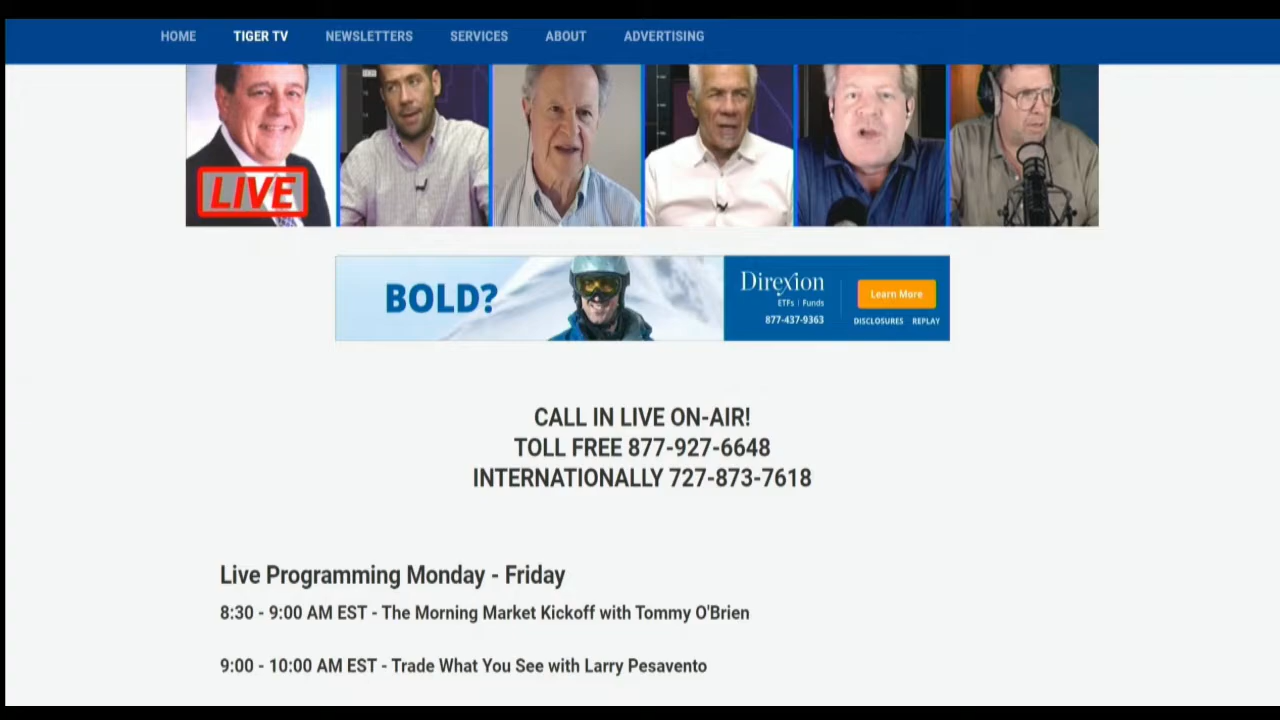 HOME TIGER TV NEWSLETTERS SERVICES ABOUT ADVERTISING
LIVE
BOLD?
Direxion
ETFs | Funds
877-437-9363
Learn More
DISCLOSURES REPLAY
CALL IN LIVE ON-AIR!
TOLL FREE 877-927-6648
INTERNATIONALLY 727-873-7618
Live Programming Monday - Friday
8:30 - 9:00 AM EST - The Morning Market Kickoff with Tommy O'Brien
9:00 - 10:00 AM EST - Trade What You See with Larry Pesavento